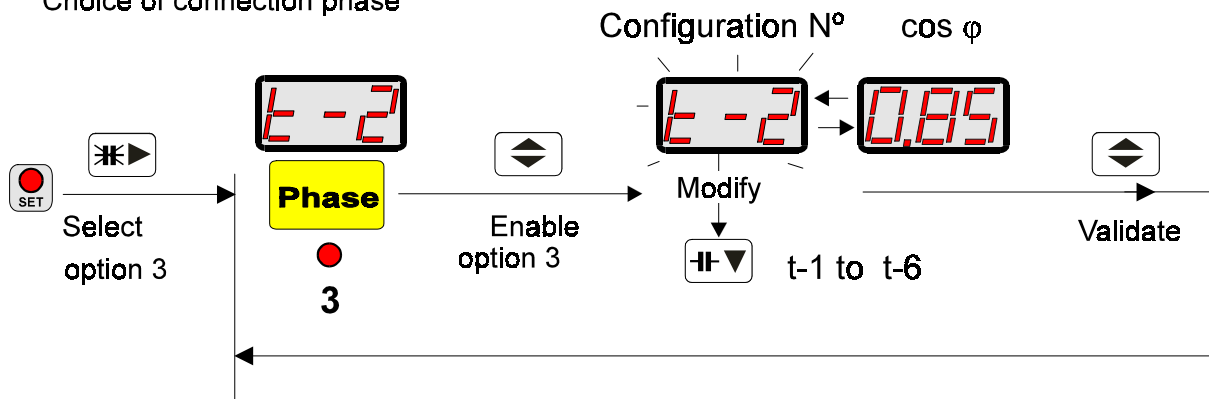 Choice of connection phase
Configuration Nº cos φ
t-2
t-2 0.85
SET
Phase
Modify
Select
option 3
Enable
option 3
Validate
3
t-1 to t-6